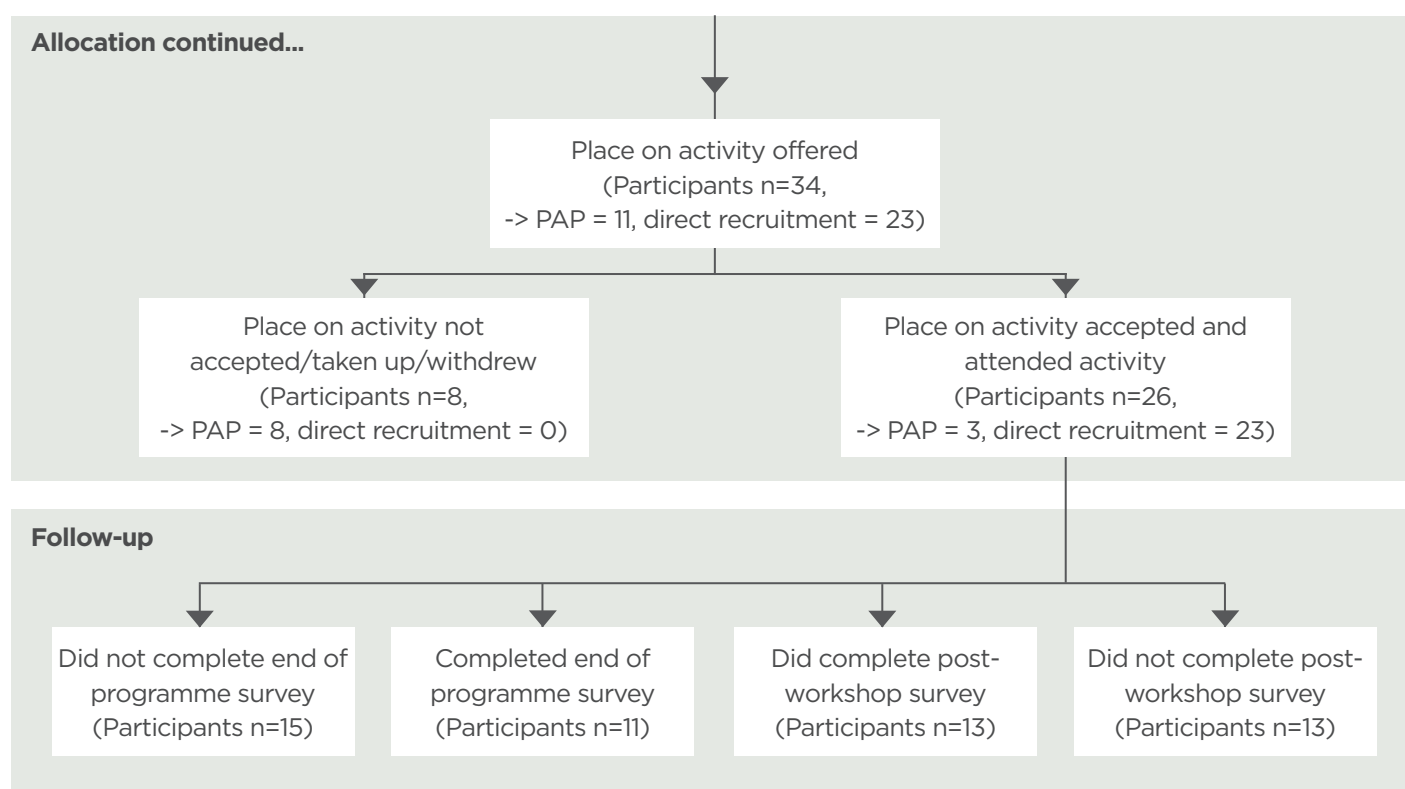 Allocation continued...
Place on activity offered
(Participants n=34,
-> PAP = 11, direct recruitment = 23)
Place on activity not
accepted/taken up/withdrew
(Participants n=8,
-> PAP = 8, direct recruitment = 0)
Place on activity accepted and
attended activity
(Participants n=26,
-> PAP = 3, direct recruitment = 23)
Follow-up
Did not complete end of
programme survey
(Participants n=15)
Completed end of
programme survey
(Participants n=11)
Did complete post-
workshop survey
(Participants n=13)
Did not complete post-
workshop survey
(Participants n=13)